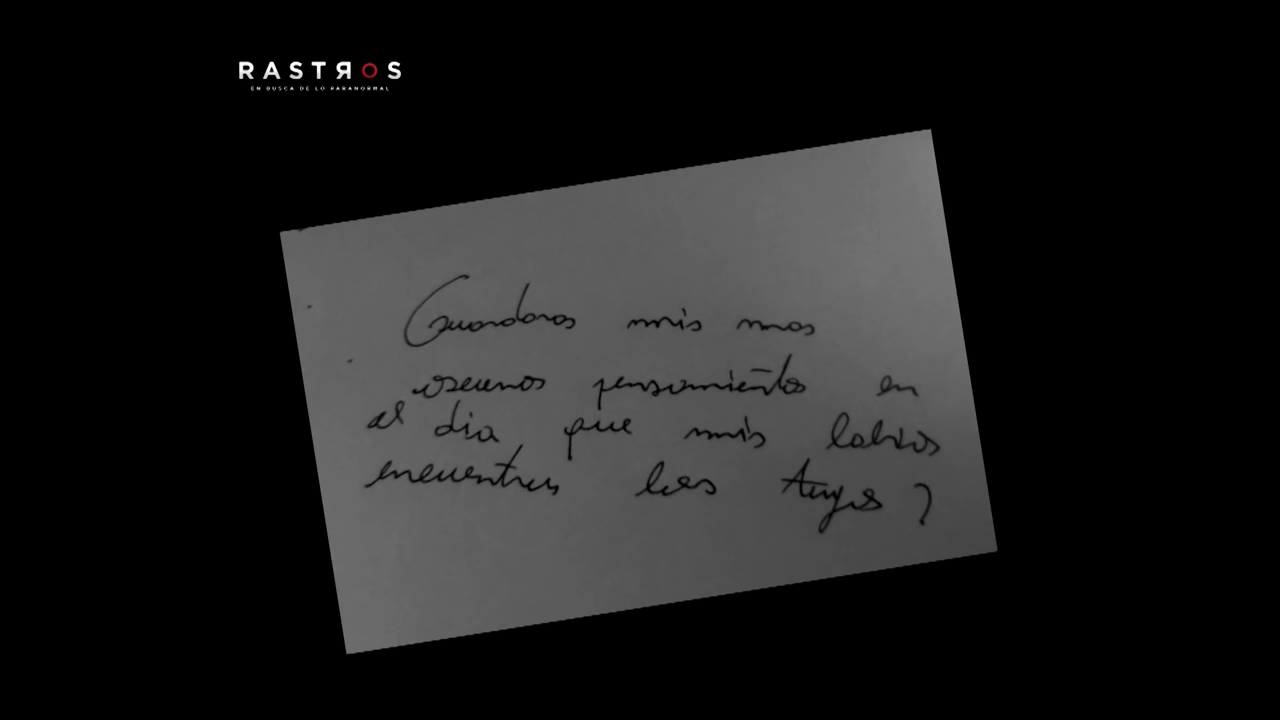 RASTROS
EN BUSCA DE LO PARANORMAL
Guardaras mis mas
oscuros pensamientos en
el dia que mis labios
encuentren los tuyos?